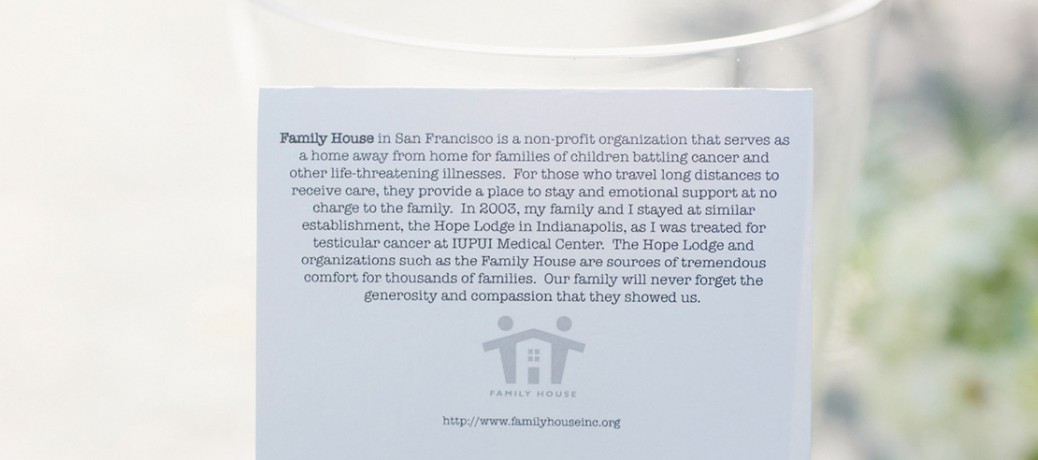 Family House in San Francisco is a non-profit organization that serves as
a home away from home for families of children battling cancer and
other life-threatening illnesses. For those who travel long distances to
receive care, they provide a place to stay and emotional support at no
charge to the family. In 2003, my family and I stayed at similar
establishment, the Hope Lodge in Indianapolis, as I was treated for
testicular cancer at IUPUI Medical Center. The Hope Lodge and
organizations such as the Family House are sources of tremendous
comfort for thousands of families. Our family will never forget the
generosity and compassion that they showed us.
FAMILY HOUSE
http://www.familyhouseinc.org